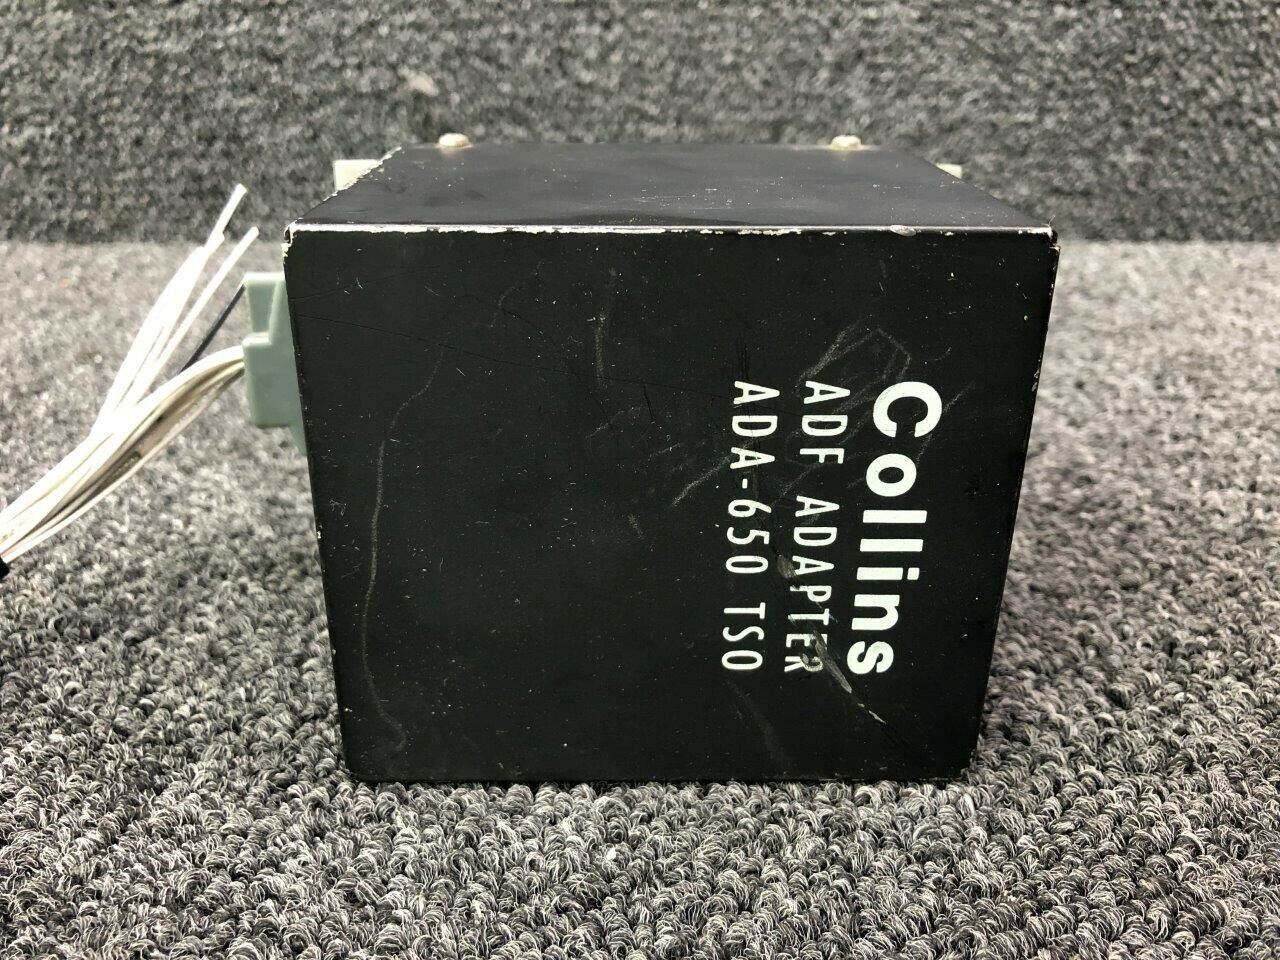 Collins
ADF ADAPTER
ADA-650 TSO